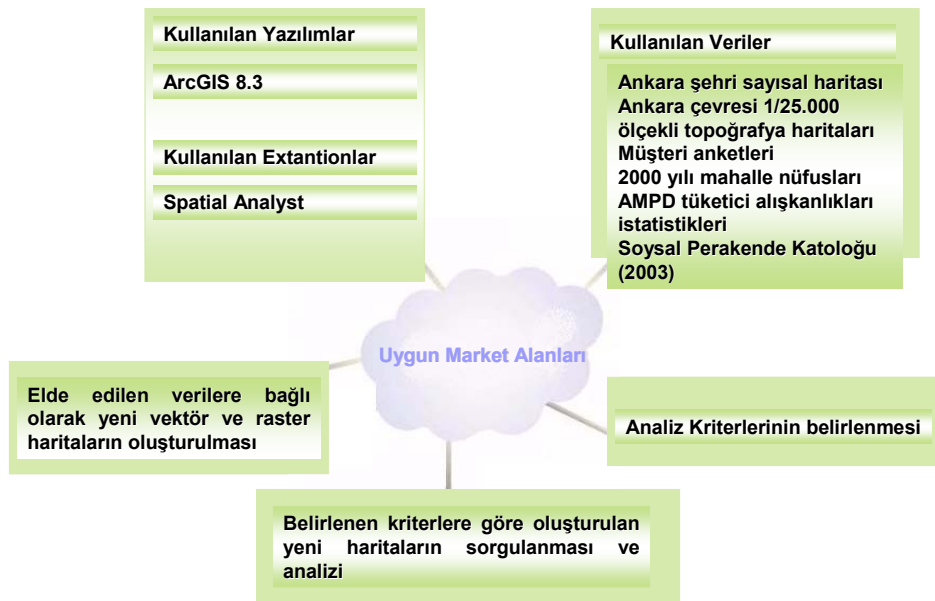 Kullanılan Yazılımlar
ArcGIS 8.3
Kullanılan Extantionlar
Spatial Analyst
Kullanılan Veriler
Ankara şehri sayısal haritası
Ankara çevresi 1/25.000
ölçekli topoğrafya haritaları
Müşteri anketleri
2000 yılı mahalle nüfusları
AMPD tüketici alışkanlıkları
istatistikleri
Soysal Perakende Katoloğu
(2003)
Uygun Market Alanları
Elde edilen verilere bağlı
olarak yeni vektör ve raster
haritaların oluşturulması
Analiz Kriterlerinin belirlenmesi
Belirlenen kriterlere göre oluşturulan
yeni haritaların sorgulanması ve
analizi